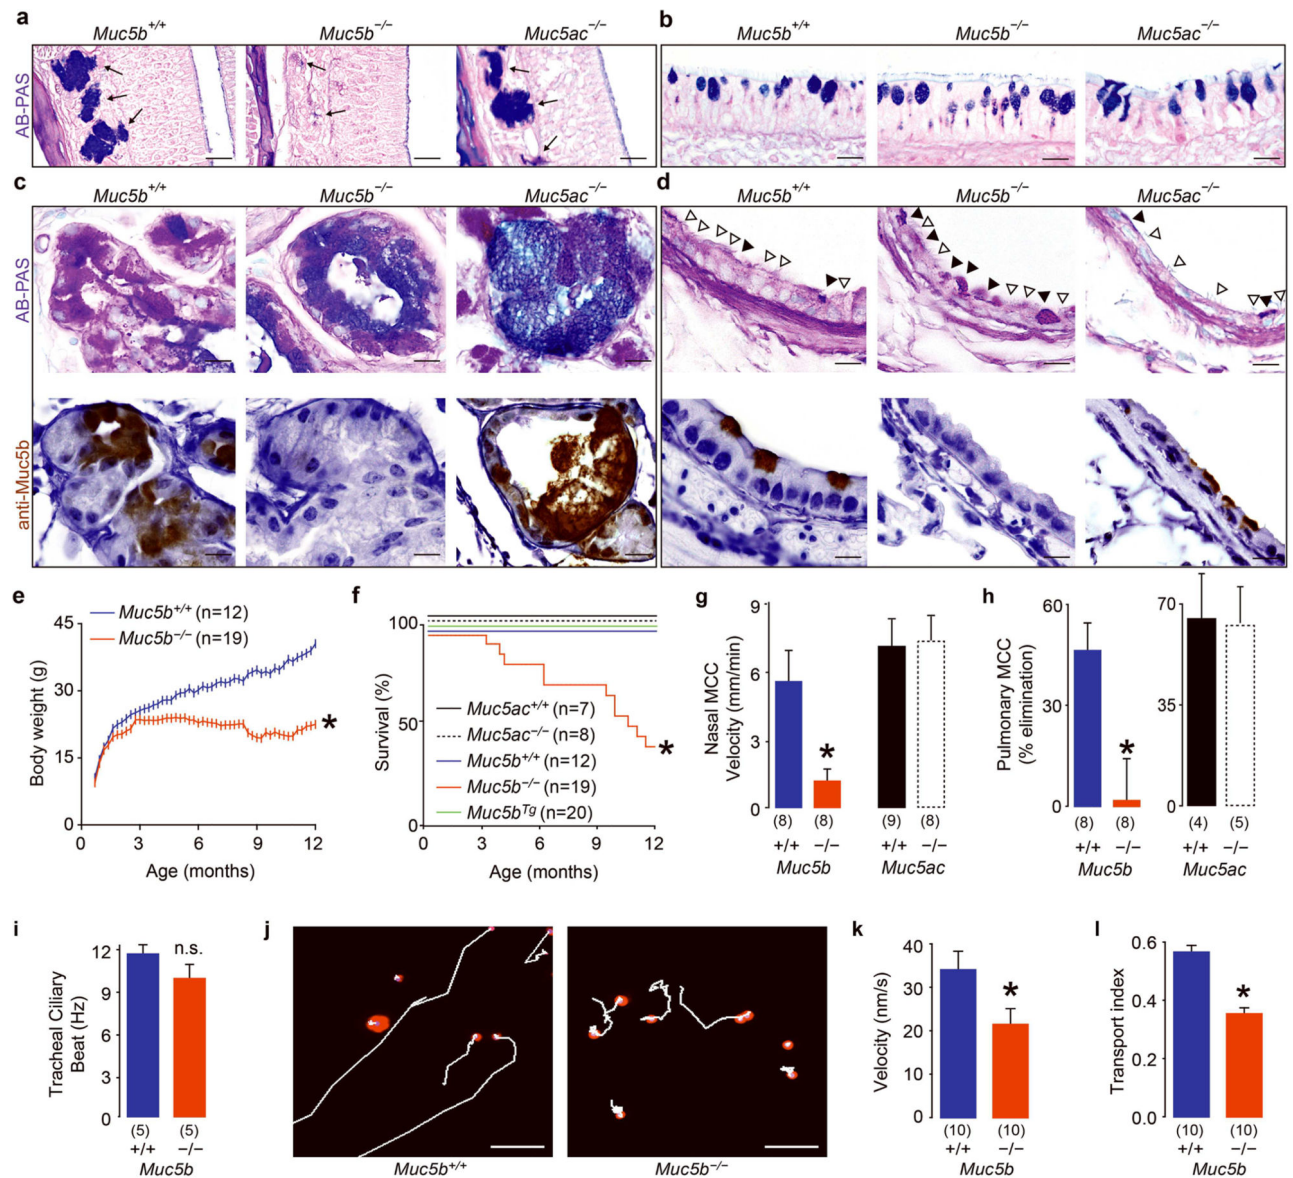 a
Muc5b+/+
Muc5b−/−
Muc5ac−/−
AB-PAS
b
Muc5b+/+
Muc5b−/−
Muc5ac−/−
c
Muc5b+/+
Muc5b−/−
Muc5ac−/−
AB-PAS
anti-Muc5b
d
Muc5b+/+
Muc5b−/−
Muc5ac−/−
e
Muc5b+/+ (n=12)
Muc5b−/− (n=19)
45
30
15
0
Body weight (g)
*
0 3 6 9 12
Age (months)
f
100
50
0
Survival (%)
Muc5ac+/+ (n=7)
Muc5ac−/− (n=8)
Muc5b+/+ (n=12)
Muc5b−/− (n=19)
Muc5bTg (n=20)
*
0 3 6 9 12
Age (months)
g
Nasal MCC
Velocity (mm/min)
9
6
3
0
*
(8) (8) (9) (8)
+/+ −/− +/+ −/−
Muc5b Muc5ac
h
Pulmonary MCC
(% elimination)
60
30
0
*
70
35
0
(8) (8) (4) (5)
+/+ −/− +/+ −/−
Muc5b Muc5ac
i
Tracheal Ciliary
Beat (Hz)
12
9
6
3
0
n.s.
(5) (5)
+/+ −/−
Muc5b
j
Muc5b+/+
Muc5b−/−
k
Velocity (nm/s)
40
30
20
10
0
*
(10) (10)
+/+ −/−
Muc5b
l
Transport index
0.6
0.4
0.2
0.0
*
(10) (10)
+/+ −/−
Muc5b